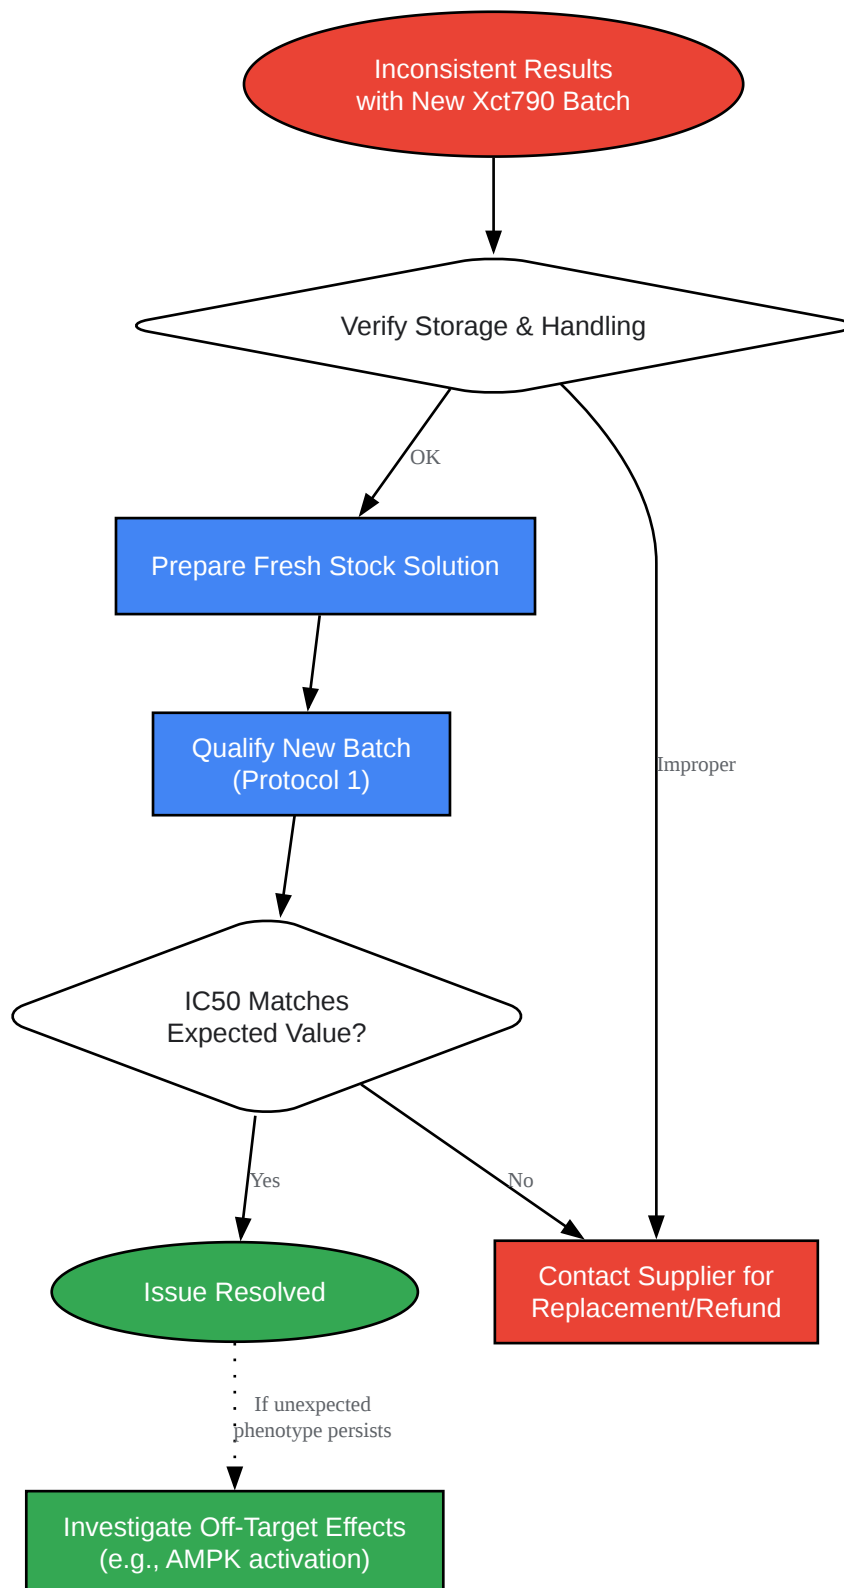 Inconsistent Results
with New Xct790 Batch
Verify Storage & Handling
OK
Prepare Fresh Stock Solution
Qualify New Batch
(Protocol 1)
Improper
IC50 Matches
Expected Value?
Yes
No
Issue Resolved
Contact Supplier for
Replacement/Refund
If unexpected
phenotype persists
Investigate Off-Target Effects
(e.g., AMPK activation)